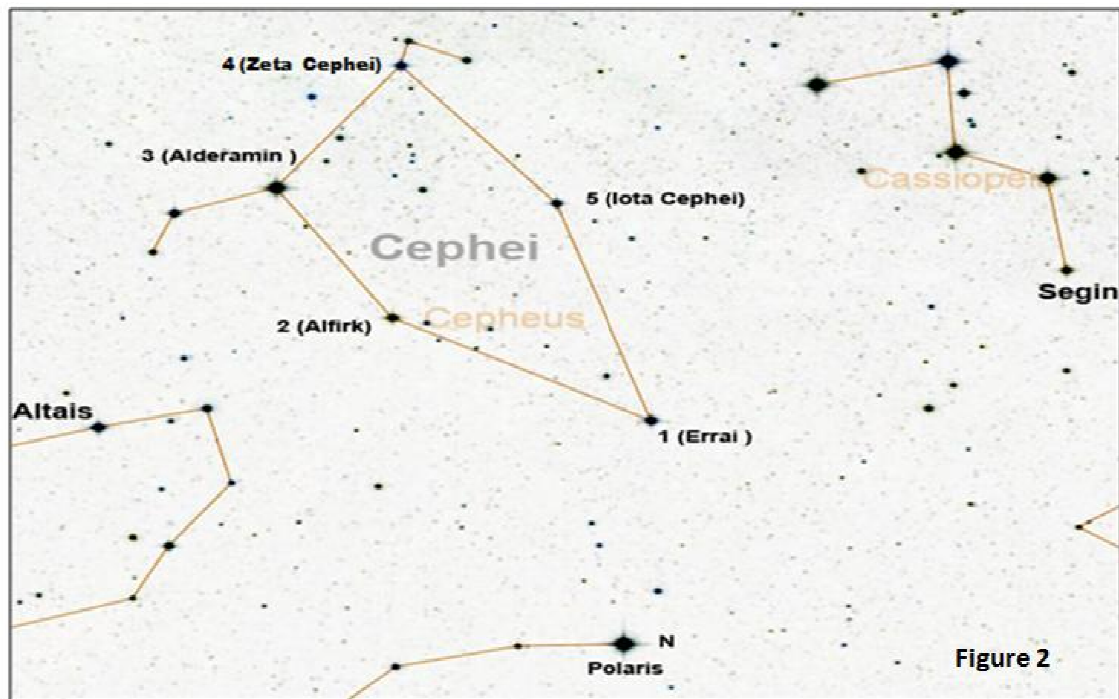 4 (Zeta Cephei)
3 (Alderamin )
Cassiopei
5 (Iota Cephei)
Cephei
Segin
2 (Alfirk)
Cepheus
Altais
1 (Errai )
N
Polaris
Figure 2